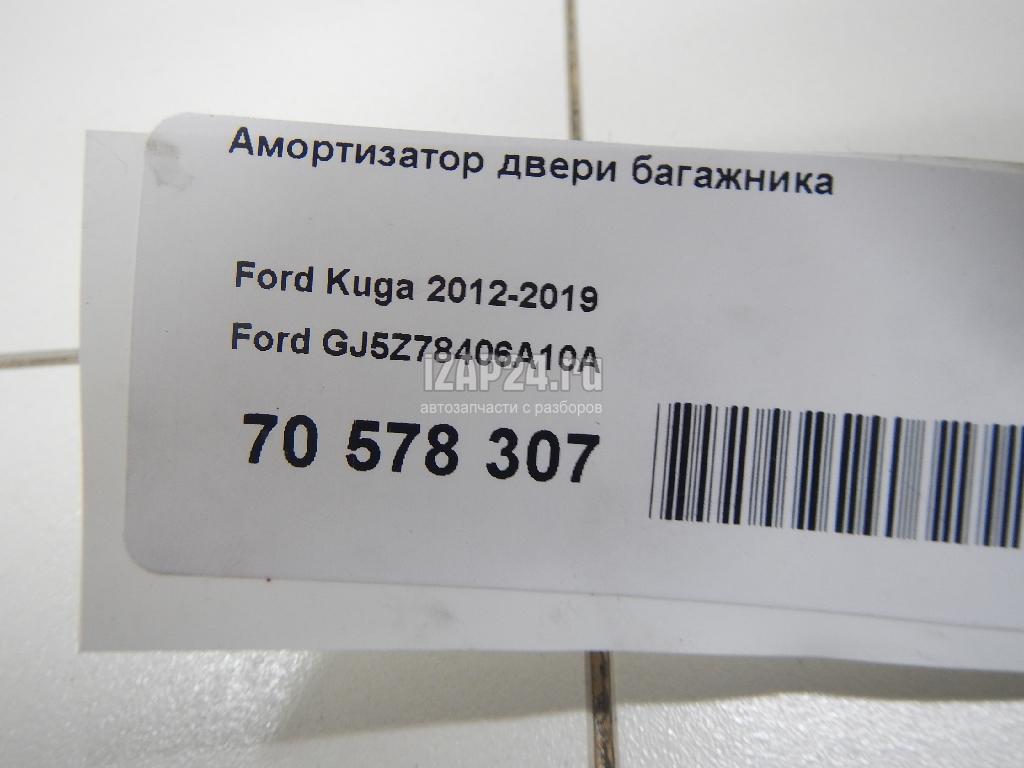 Амортизатор двери багажника
Ford Kuga 2012-2019
Ford GJ5Z78406A10A
IZAP24.ru
автозапчасти с разборов
70 578 307